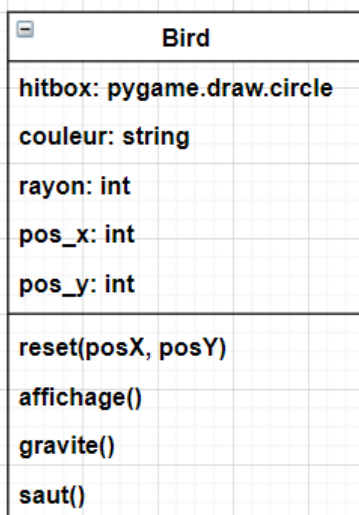 Bird
hitbox: pygame.draw.circle
couleur: string
rayon: int
pos_x: int
pos_y: int
reset(posX, posY)
affichage()
gravite()
saut()